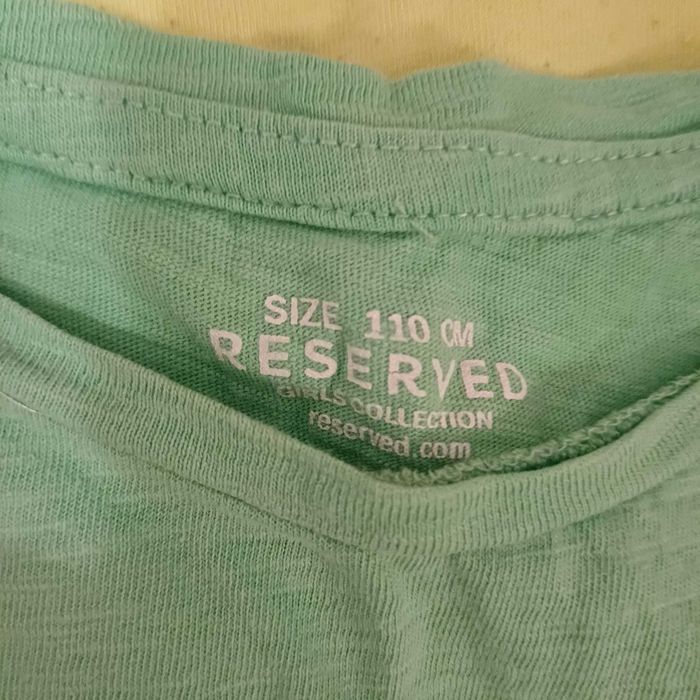 SIZE 110 CM
RESERVED
GIRLS COLLECTION
reserved.com